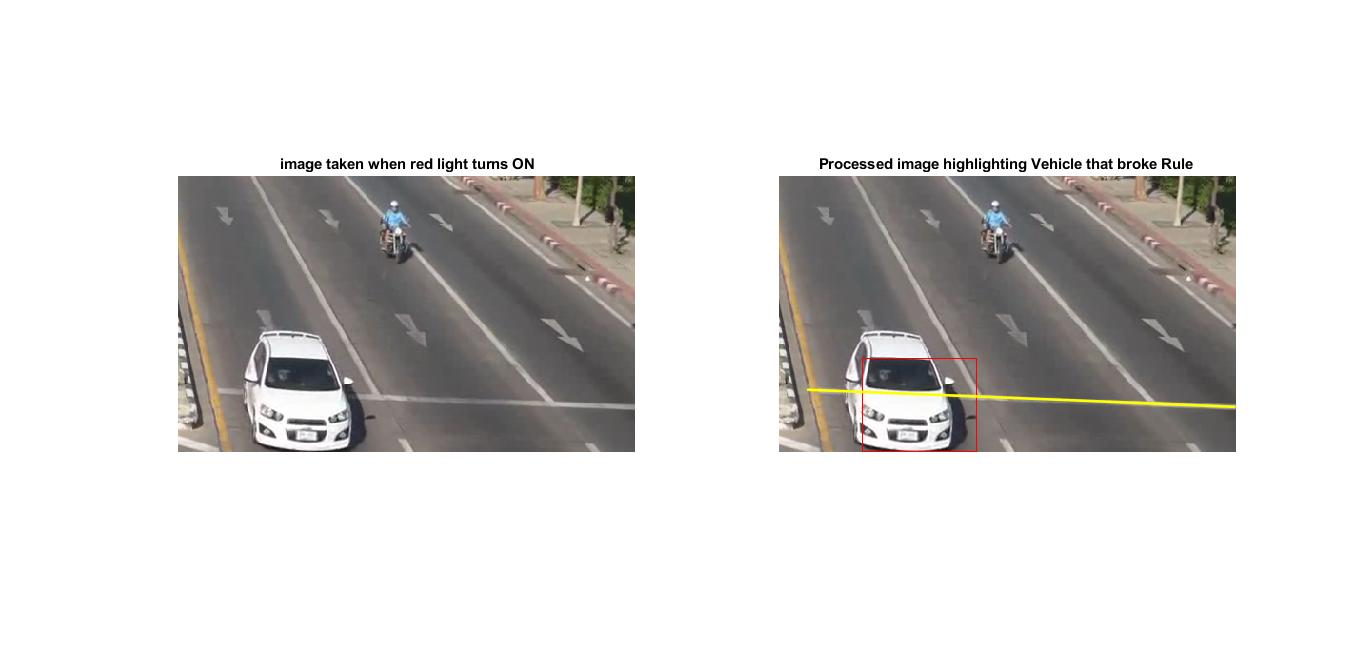 image taken when red light turns ON
Processed image highlighting Vehicle that broke Rule